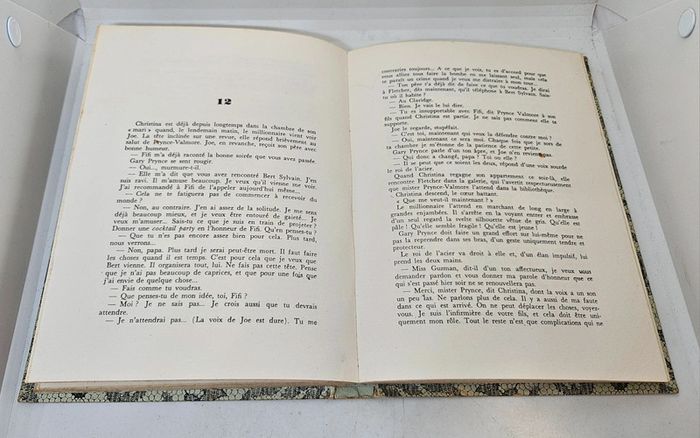 12
Christina est déjà depuis longtemps dans la chambre de son
« mari » quand, le lendemain matin, le millionnaire vient voir
Joe. La tête inclinée sur une revue, elle répond brièvement au
salut de Prynce-Valmore. Joe, en revanche, reçoit son père avec
bonne humeur.
— Fifi m'a déjà raconté la bonne soirée que vous avez passée.
Gary Prynce se sent rougir.
— Oui... murmure-t-il.
— Elle m'a dit que vous avez rencontré Bert Sylvain. J'en
suis ravi. Il m'amuse beaucoup. Je veux qu'il vienne me voir.
J'ai recommandé à Fifi de l'appeler aujourd'hui même...
— Cela ne te fatiguera pas de commencer à recevoir du
monde ?
— Non, au contraire. J'en ai assez de la solitude. Je me sens
déjà beaucoup mieux, et je veux être entouré de gaieté... Je veux
m'amuser... Sais-tu ce que je suis en train de projeter ?
Donner une cocktail party en l'honneur de Fifi. Qu'en penses-tu ?
— Que tu n'es pas encore assez bien pour cela. Plus tard,
nous verrons...
— Non, papa. Plus tard je serai peut-être mort. Il faut faire
les choses quand il est temps. C'est pour cela que je veux que
Bert vienne. Il organisera tout, lui. Ne fais pas cette tête. Pense
que je n'ai pas beaucoup de caprices, et que pour une fois que
j'ai envie de quelque chose...
— Fais comme tu voudras.
— Que penses-tu de mon idée, toi, Fifi ?
— Moi ? Je ne sais pas... Je crois aussi que tu devrais
attendre.
— Je n'attendrai pas... (La voix de Joe est dure). Tu me
contraries toujours... A ce que je vois, tu es d'accord pour que
vous alliez tous faire la bombe en me laissant seul, mais cela
te paraît un crime quand je veux me distraire à mon tour...
— Ton père t'a déjà dit de faire ce que tu voudras. Je dirai
à Fletcher, dès maintenant, qu'il téléphone à Bert Sylvain. Sais-
tu où il habite ?
— Au Claridge.
— Bien. Je vais le lui dire.
— Tu es insupportable avec Fifi, dit Prynce-Valmore à son
fils quand Christina est partie. Je ne sais pas comment elle te
supporte.
Joe le regarde, stupéfait.
— C'est toi, maintenant qui la défends contre moi ?
— Oui, maintenant ce sera moi. Chaque fois que je sors de
ta chambre je m'étonne de la patience de cette petite.
Gary Prynce parle d'un ton âpre, et Joe n'en revient pas.
— Qui donc a changé, papa ? Toi ou elle ?
— Il se peut que ce soient les deux, répond d'une voix sourde
le roi de l'acier.
Quand Christina regagne son appartement ce soir-là, elle
rencontre Fletcher dans la galerie, qui l'avertit respectueusement
que mister Prynce-Valmore l'attend dans la bibliothèque.
Christina descend, le cœur battant.
« Que me veut-il maintenant ? »
Le millionnaire l'attend en marchant de long en large à
grandes enjambées. Il s'arrête en la voyant entrer et embrasse
d'un seul regard la svelte silhouette vêtue de gris. Qu'elle est
pâle ! Qu'elle semble fragile ! Qu'elle est jeune !
Gary Prynce doit faire un grand effort sur lui-même pour ne
pas la reprendre dans ses bras, d'un geste uniquement tendre et
protecteur.
Le roi de l'acier va droit à elle et, d'un élan impulsif, lui
prend les deux mains.
— Miss Gusman, dit-il d'un ton affectueux, je veux vous
demander pardon et vous donner ma parole d'honneur que ce
qui s'est passé hier soir ne se renouvellera pas.
— Merci, mister Prynce, dit Christina, dont la voix a un son
un peu las. Ne parlons plus de cela. Il y a aussi de ma faute
dans ce qui est arrivé. On ne peut déplacer les choses, voyez-
vous. Je suis l'infirmière de votre fils, et cela doit être uni-
quement mon rôle. Tout le reste n'est que complications qui ne